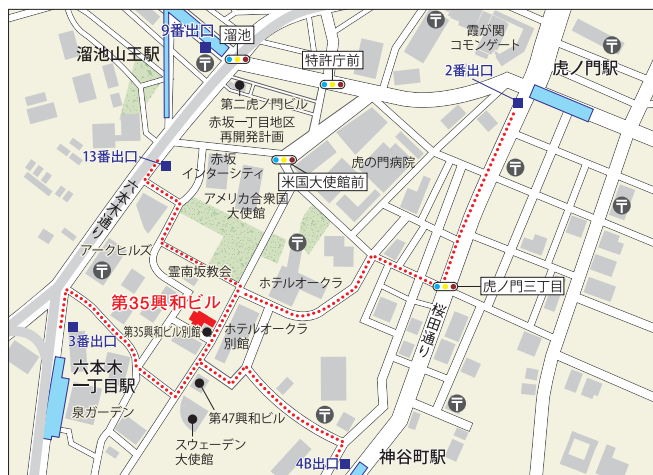 9番出口
溜池
霞が関
コモンゲート
溜池山王駅
特許庁前
虎ノ門駅
2番出口
第二虎ノ門ビル
赤坂一丁目地区
再開発計画
13番出口
赤坂
インターシティ
虎の門病院
米国大使館前
アメリカ合衆国
大使館
六本木通り
アークヒルズ
霊南坂教会
ホテルオークラ
虎ノ門三丁目
第35興和ビル
第35興和ビル別館
ホテルオークラ
別館
桜田通り
3番出口
六本木
一丁目駅
泉ガーデン
第47興和ビル
スウェーデン
大使館
4B出口
神谷町駅